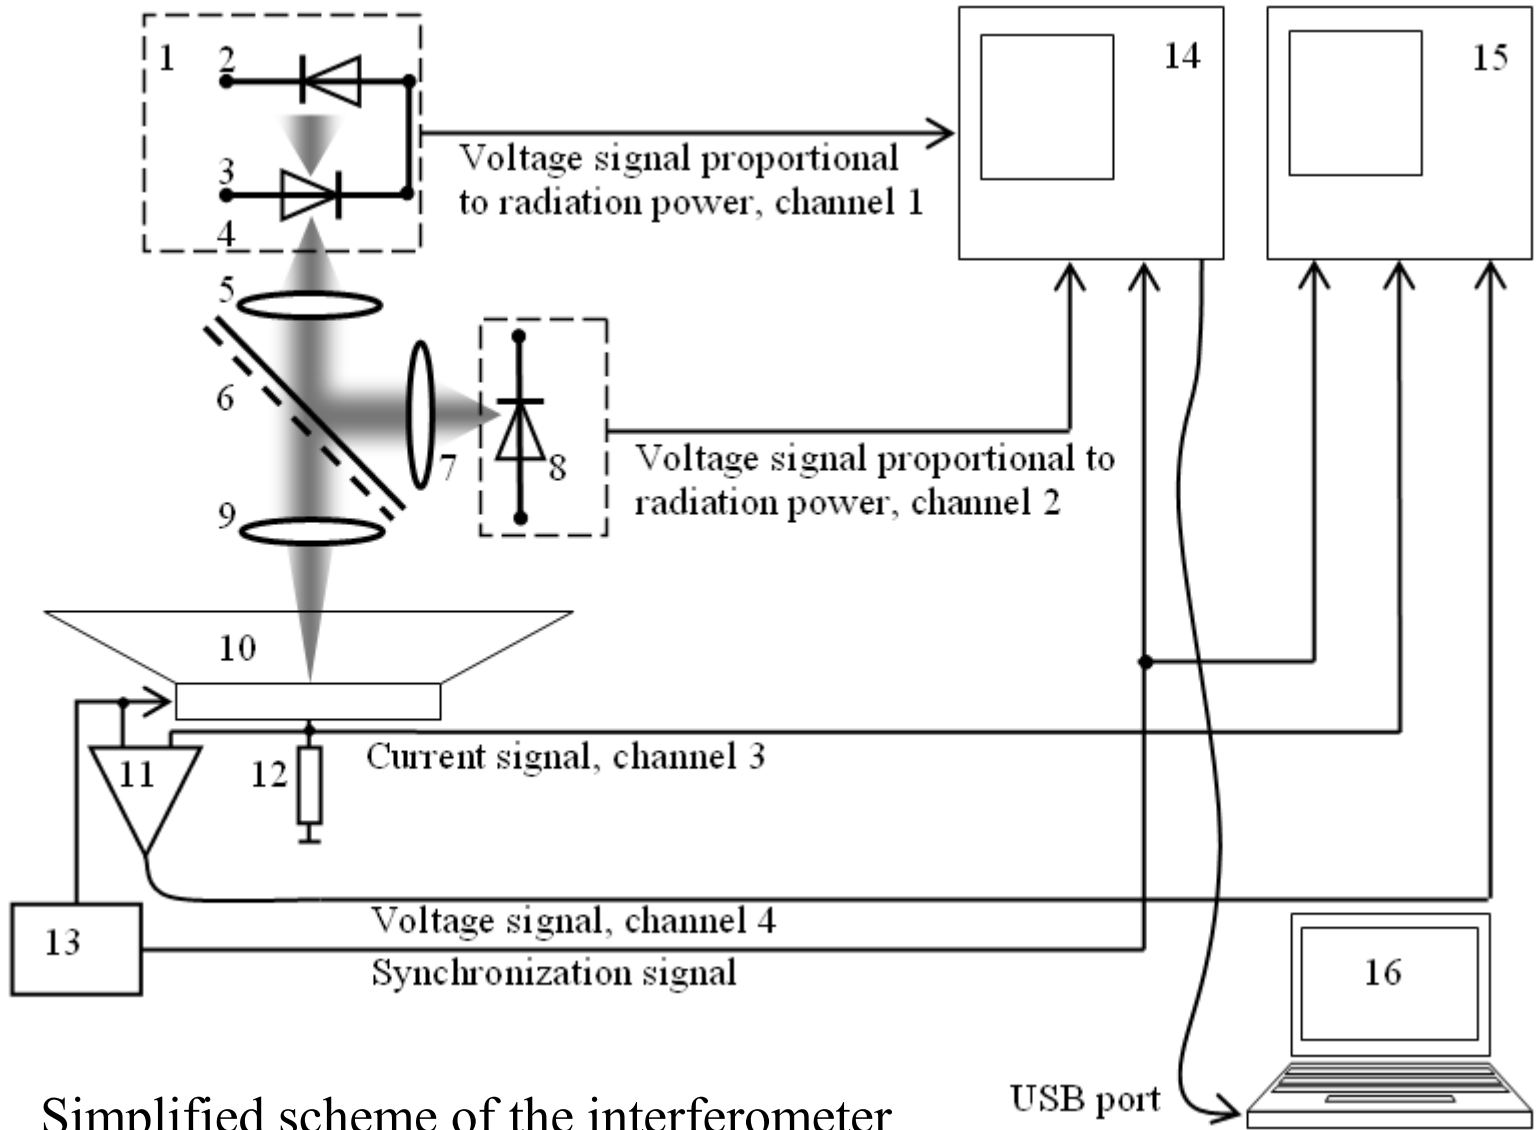 1
2
3
4
5
6
7
8
9
10
11
12
13
14
15
16
Voltage signal proportional
to radiation power, channel 1
Voltage signal proportional to
radiation power, channel 2
Current signal, channel 3
Voltage signal, channel 4
Synchronization signal
USB port
Simplified scheme of the interferometer